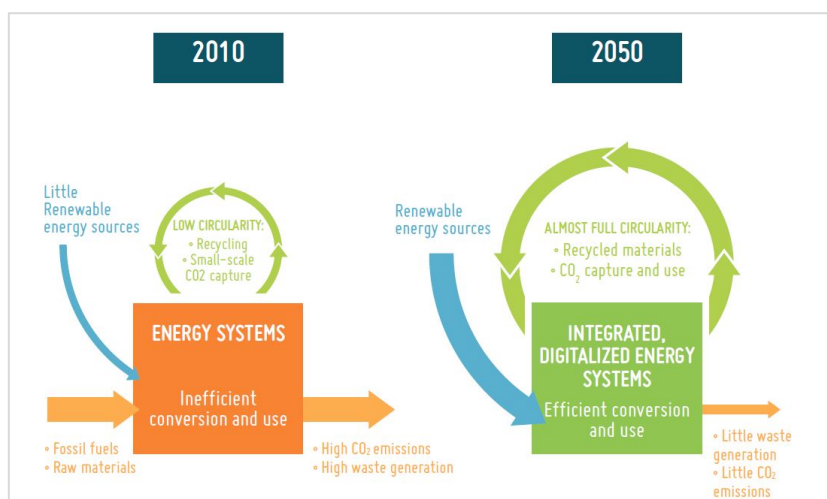 2010
Little
Renewable
energy sources
LOW CIRCULARITY:
• Recycling
• Small-scale
CO2 capture
ENERGY SYSTEMS
Inefficient
conversion and use
• Fossil fuels
• Raw materials
• High CO₂ emissions
• High waste generation
2050
Renewable
energy sources
ALMOST FULL CIRCULARITY:
• Recycled materials
• CO₂ capture and use
INTEGRATED,
DIGITALIZED ENERGY
SYSTEMS
Efficient conversion
and use
• Little waste
generation
• Little CO₂
emissions